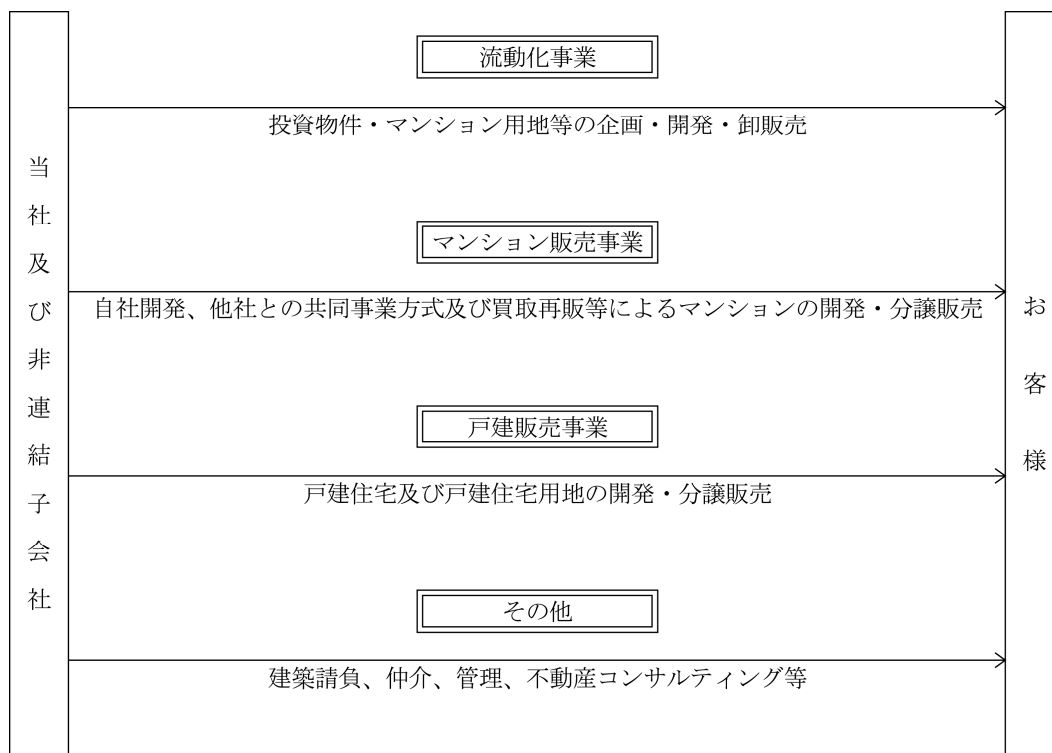 当社及び非連結子会社
流動化事業
投資物件・マンション用地等の企画・開発・卸販売
マンション販売事業
自社開発、他社との共同事業方式及び買取再販等によるマンションの開発・分譲販売
戸建販売事業
戸建住宅及び戸建住宅用地の開発・分譲販売
その他
建築請負、仲介、管理、不動産コンサルティング等
お客様